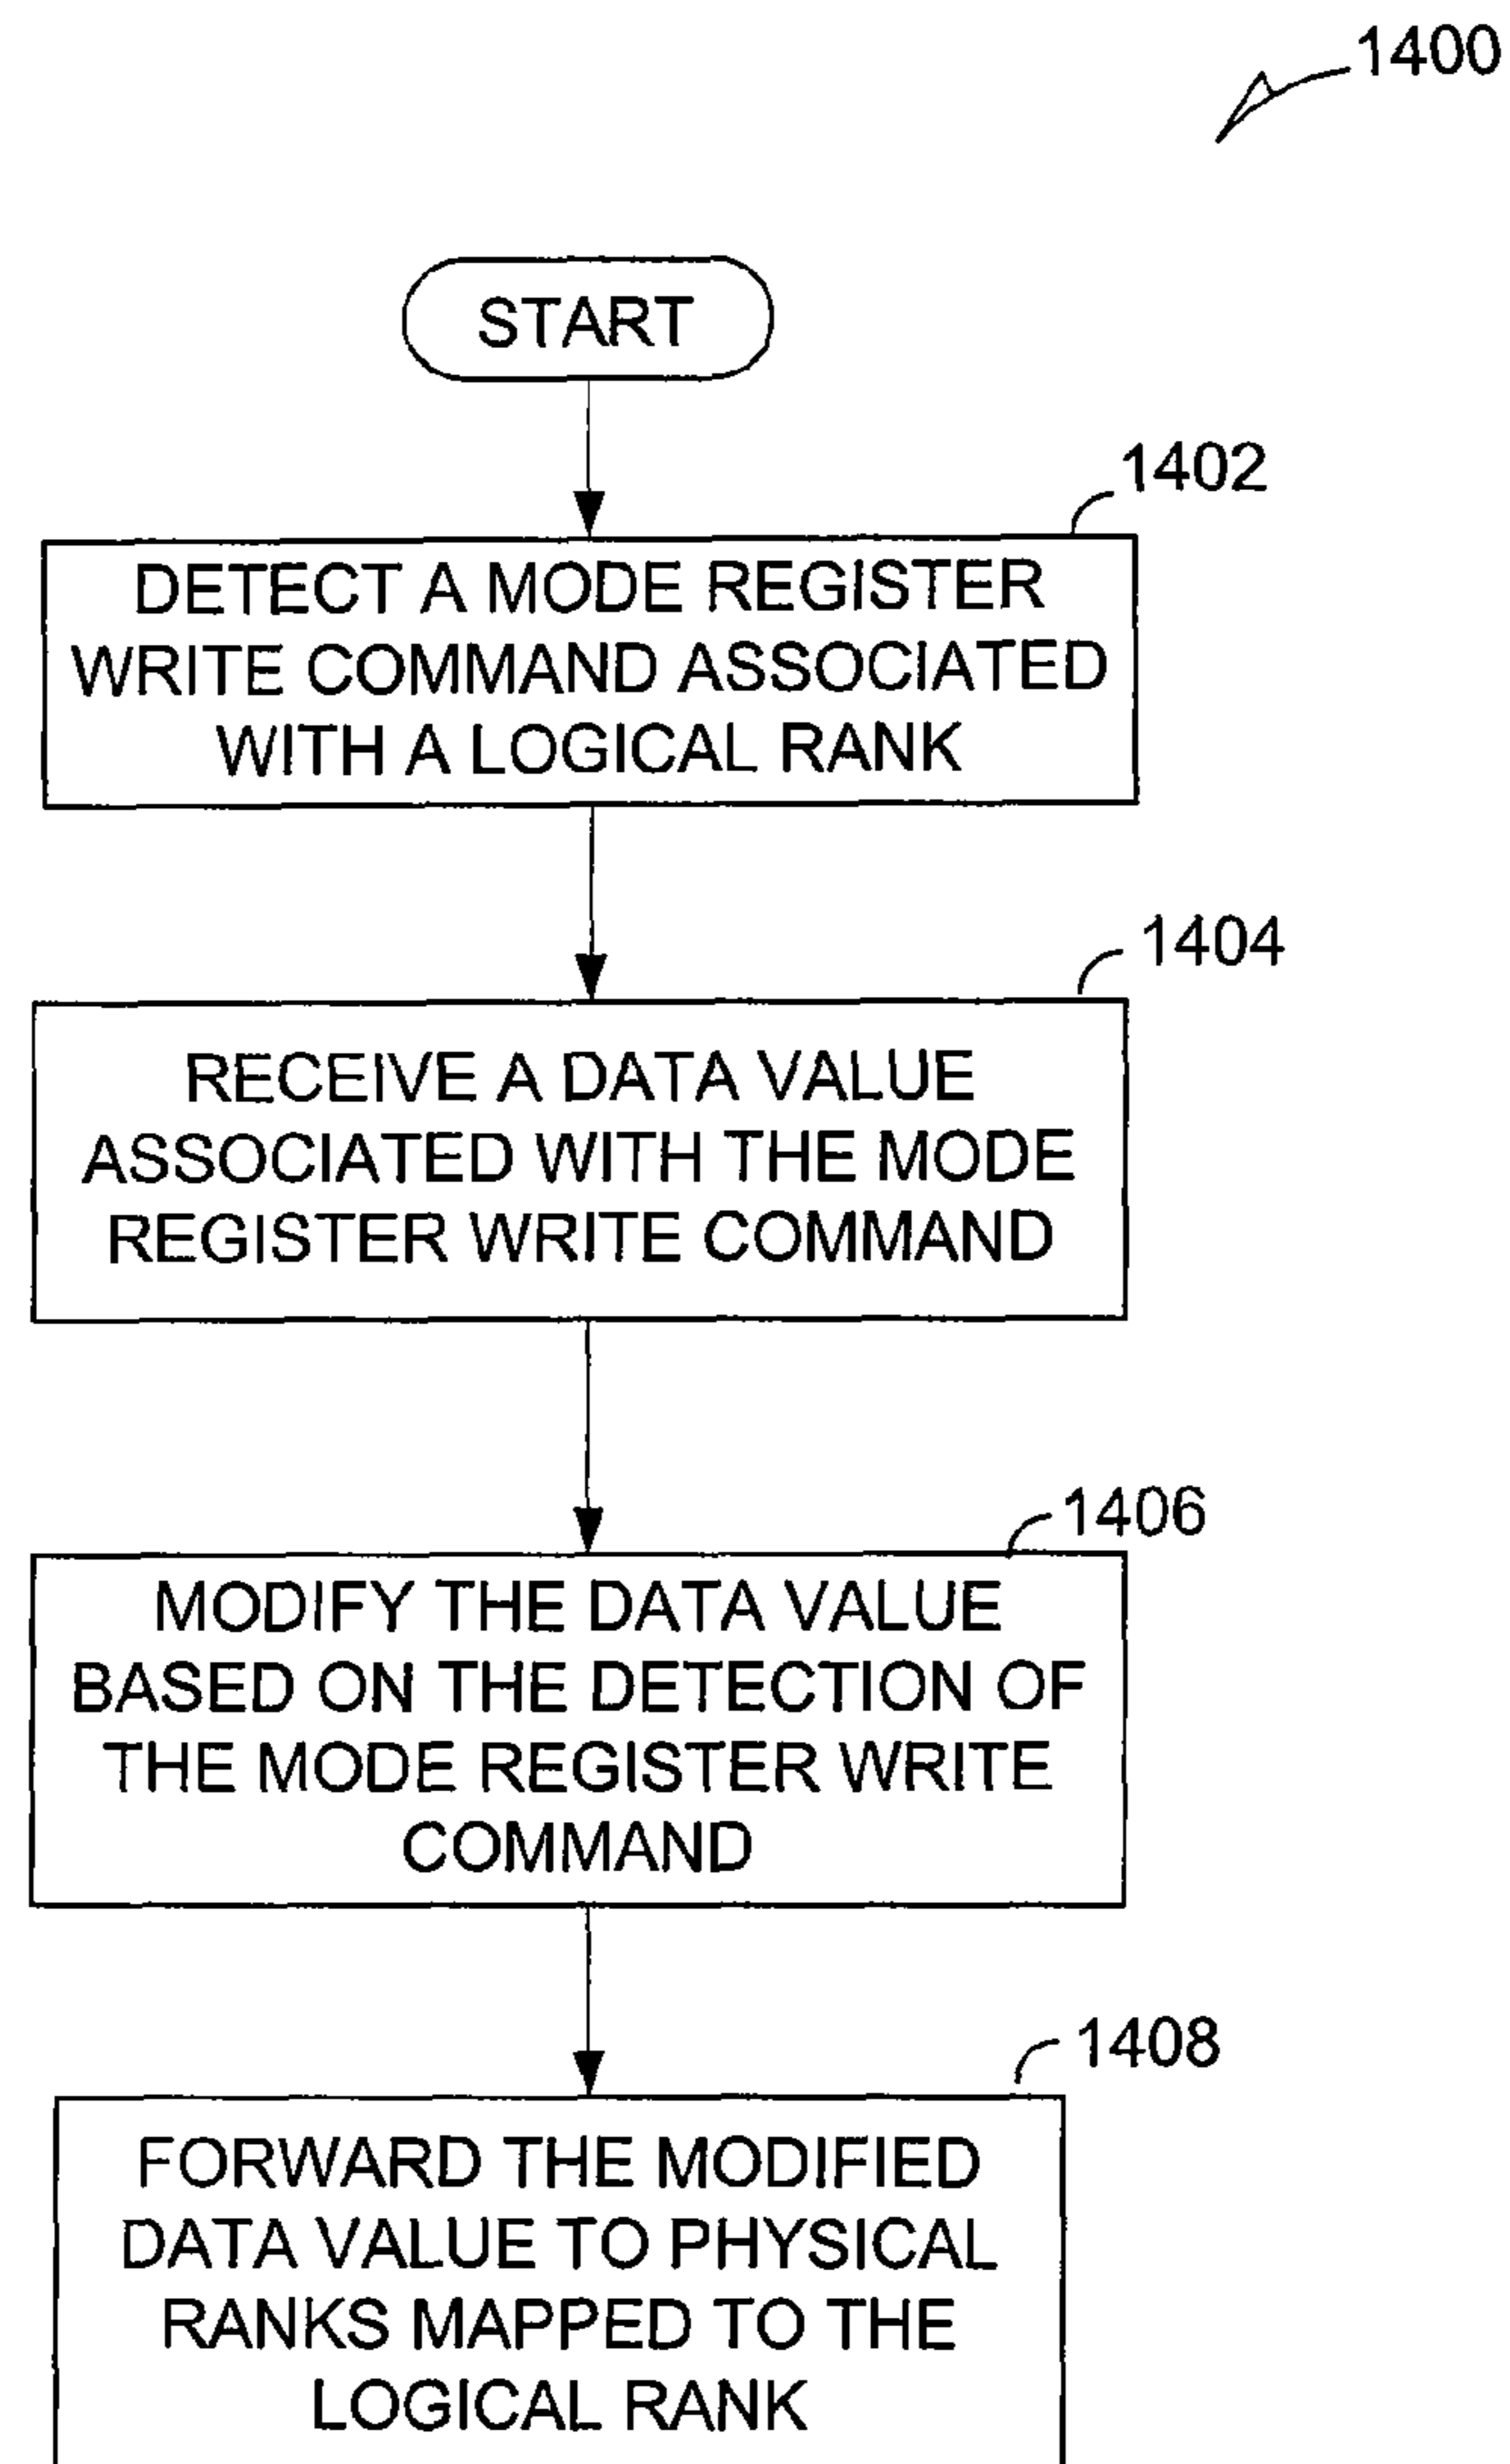 1400
START
1402
DETECT A MODE REGISTER
WRITE COMMAND ASSOCIATED
WITH A LOGICAL RANK
1404
RECEIVE A DATA VALUE
ASSOCIATED WITH THE MODE
REGISTER WRITE COMMAND
1406
MODIFY THE DATA VALUE
BASED ON THE DETECTION OF
THE MODE REGISTER WRITE
COMMAND
1408
FORWARD THE MODIFIED
DATA VALUE TO PHYSICAL
RANKS MAPPED TO THE
LOGICAL RANK